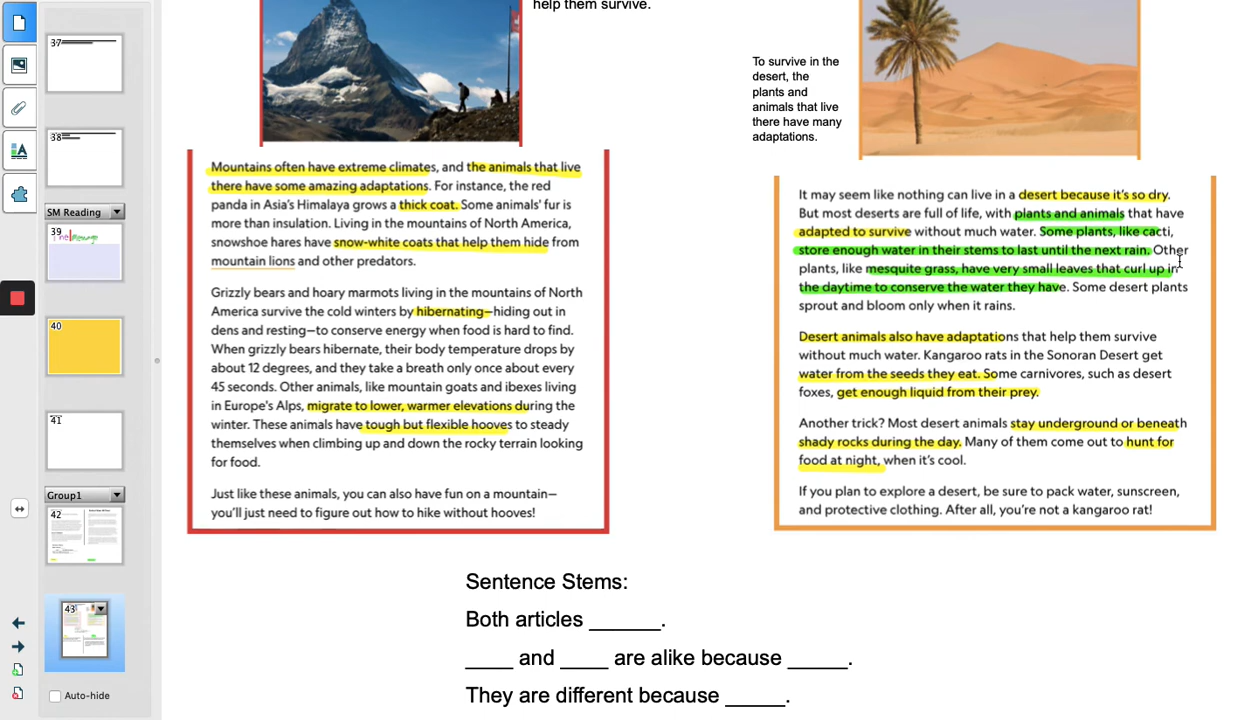 37
38
SM Reading
39
40
41
Group1
42
43
Auto-hide
help them survive.
Mountains often have extreme climates, and the animals that live
there have some amazing adaptations. For instance, the red
panda in Asia's Himalaya grows a thick coat. Some animals' fur is
more than insulation. Living in the mountains of North America,
snowshoe hares have snow-white coats that help them hide from
mountain lions and other predators.
Grizzly bears and hoary marmots living in the mountains of North
America survive the cold winters by hibernating—hiding out in
dens and resting—to conserve energy when food is hard to find.
When grizzly bears hibernate, their body temperature drops by
about 12 degrees, and they take a breath only once about every
45 seconds. Other animals, like mountain goats and ibexes living
in Europe's Alps, migrate to lower, warmer elevations during the
winter. These animals have tough but flexible hooves to steady
themselves when climbing up and down the rocky terrain looking
for food.
Just like these animals, you can also have fun on a mountain—
you'll just need to figure out how to hike without hooves!
To survive in the
desert, the
plants and
animals that live
there have many
adaptations.
It may seem like nothing can live in a desert because it's so dry.
But most deserts are full of life, with plants and animals that have
adapted to survive without much water. Some plants, like cacti,
store enough water in their stems to last until the next rain. Other
plants, like mesquite grass, have very small leaves that curl up in
the daytime to conserve the water they have. Some desert plants
sprout and bloom only when it rains.
Desert animals also have adaptations that help them survive
without much water. Kangaroo rats in the Sonoran Desert get
water from the seeds they eat. Some carnivores, such as desert
foxes, get enough liquid from their prey.
Another trick? Most desert animals stay underground or beneath
shady rocks during the day. Many of them come out to hunt for
food at night, when it's cool.
If you plan to explore a desert, be sure to pack water, sunscreen,
and protective clothing. After all, you're not a kangaroo rat!
Sentence Stems:
Both articles ______.
____ and ____ are alike because _____.
They are different because _____.